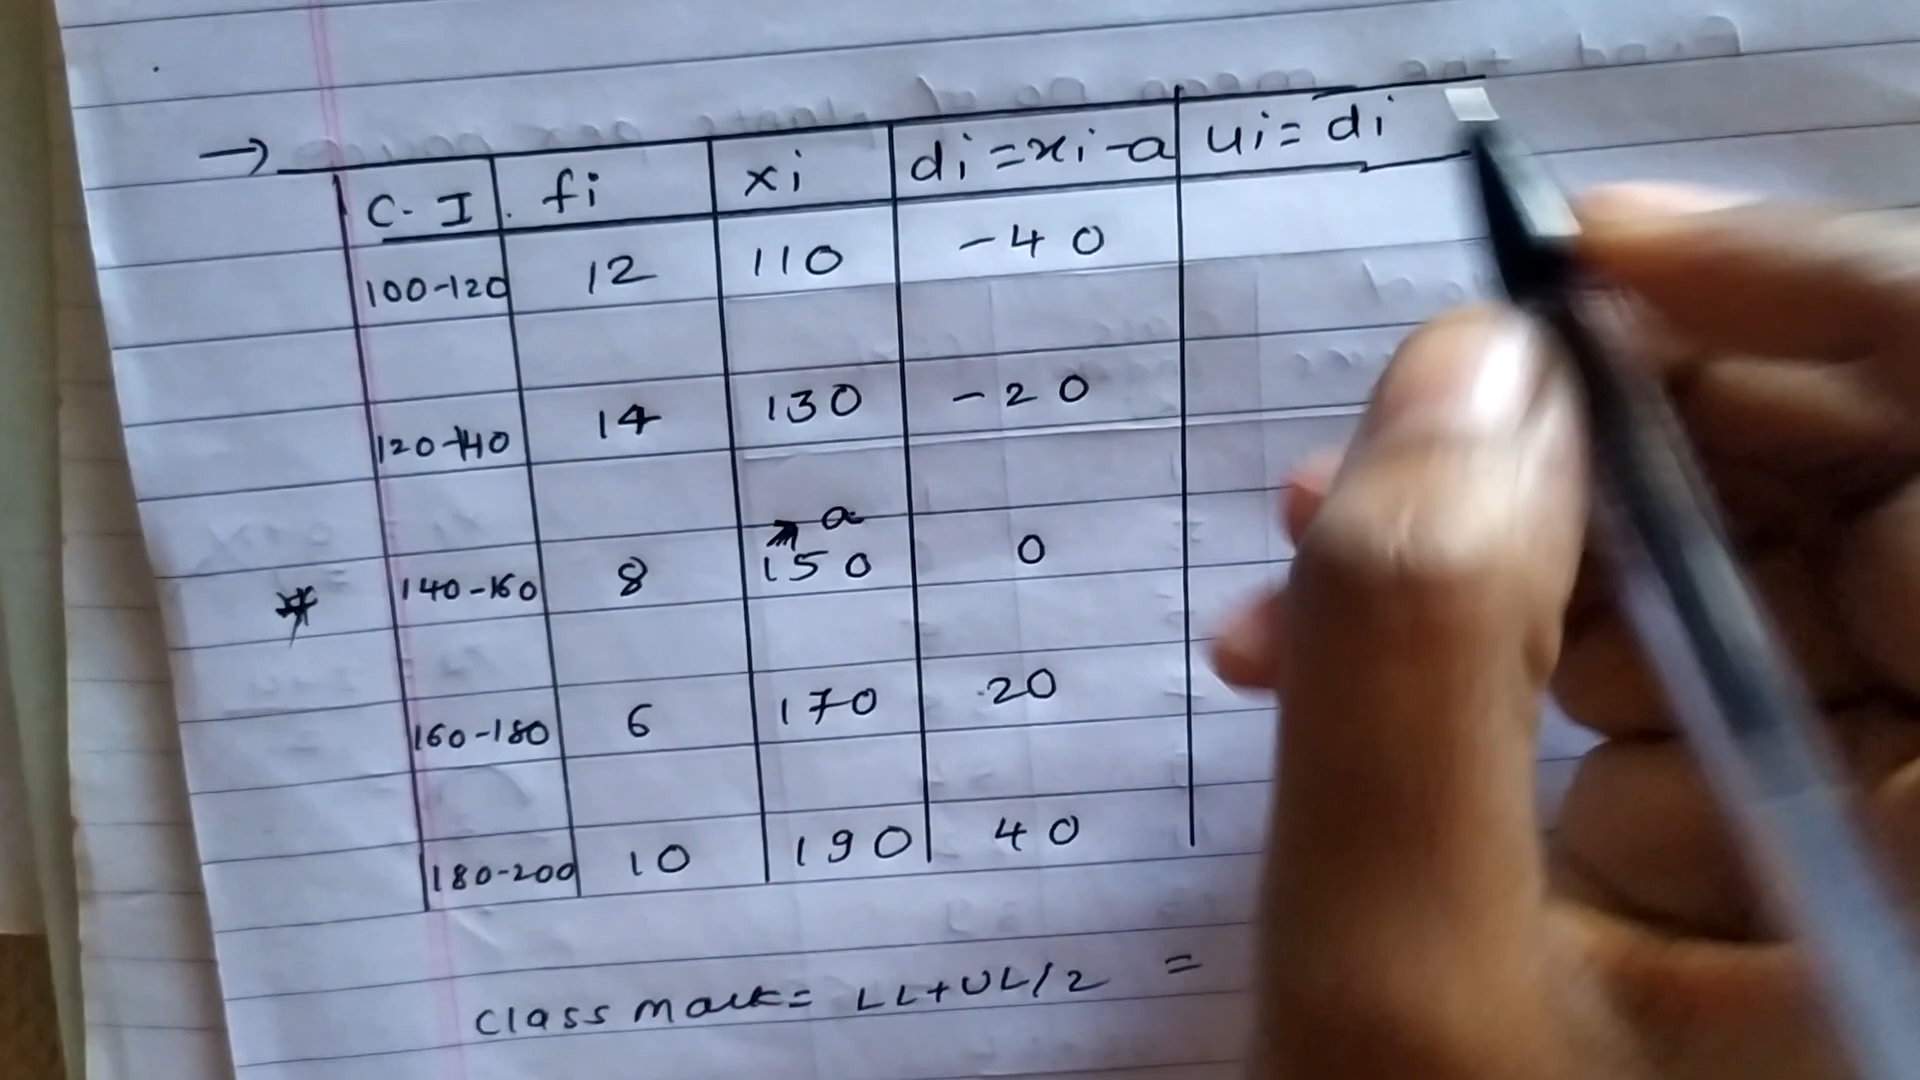 →
C.I fi xi di=xi-a ui=di
100-120 12 110 -40
120-140 14 130 -20
a
* 140-160 8 150 0
160-180 6 170 20
180-200 10 190 40
class mark= LL+UL/2 =